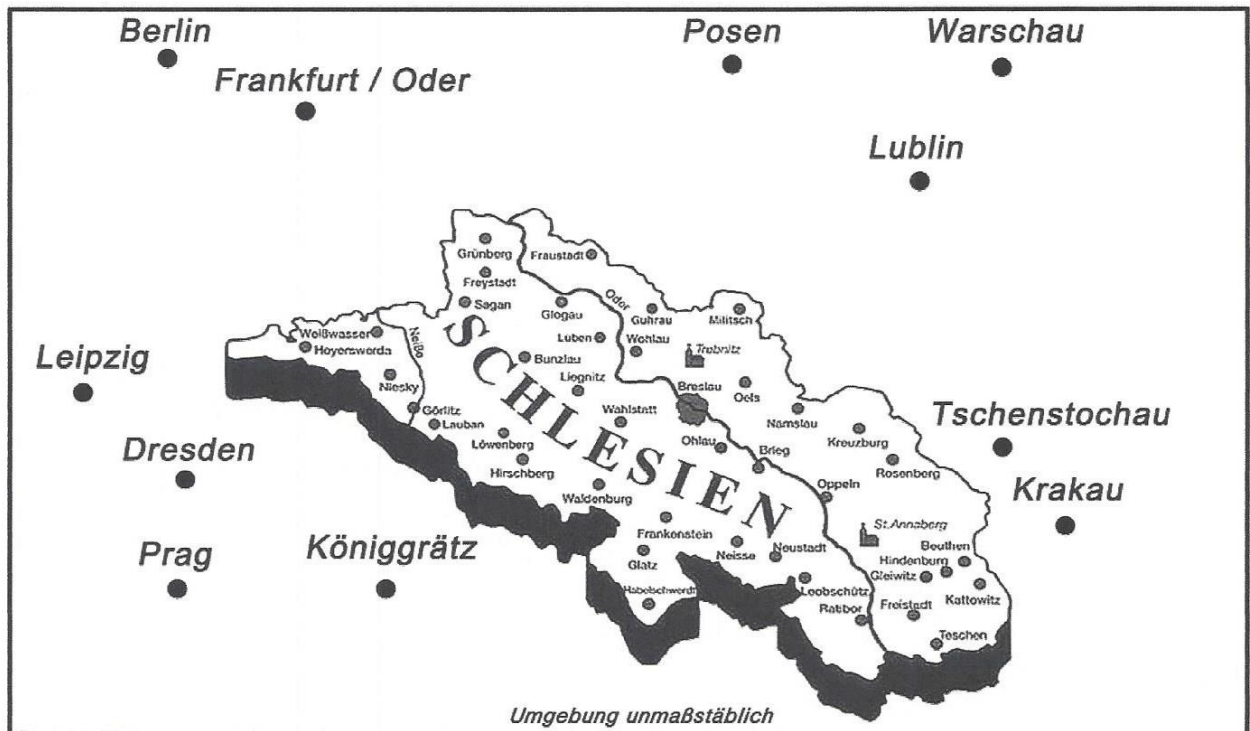 Berlin
Posen
Warschau
Frankfurt / Oder
Lublin
Grünberg
Fraustadt
Freystadt
Sagan
Glogau
Oder
Guhrau
Militsch
Weißwasser
Hoyerswerda
Neiße
Luben
Wohlau
Trebnitz
Leipzig
Niesky
Bunzlau
Liegnitz
Breslau
Oels
SCHLESIEN
Görlitz
Lauban
Wahlstatt
Namslau
Tschenstochau
Löwenberg
Ohlau
Kreuzburg
Dresden
Hirschberg
Brieg
Rosenberg
Waldenburg
Oppeln
Krakau
Frankenstein
St.Annaberg
Prag
Königgrätz
Glatz
Neisse
Neustadt
Beuthen
Hindenburg
Gleiwitz
Habelschwerdt
Leobschütz
Kattowitz
Ratibor
Freistadt
Teschen
Umgebung unmaßstäblich